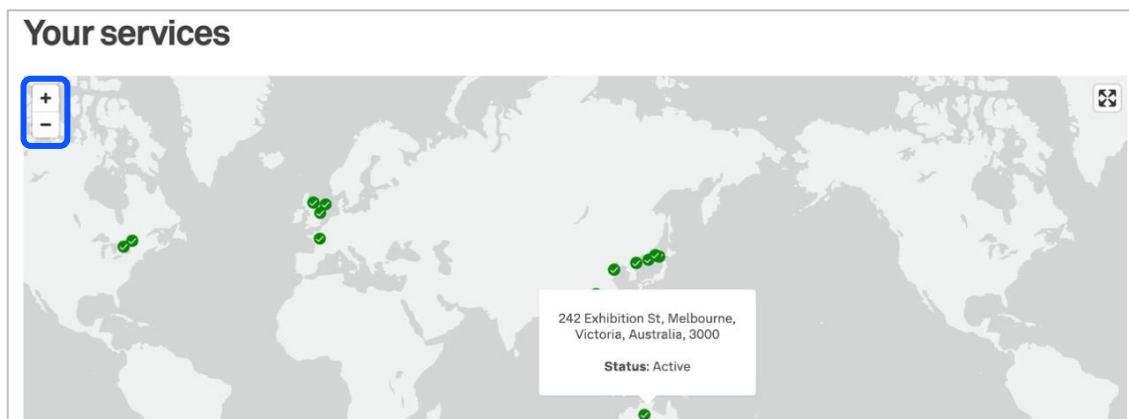 Your services
+
−
242 Exhibition St, Melbourne,
Victoria, Australia, 3000
Status: Active